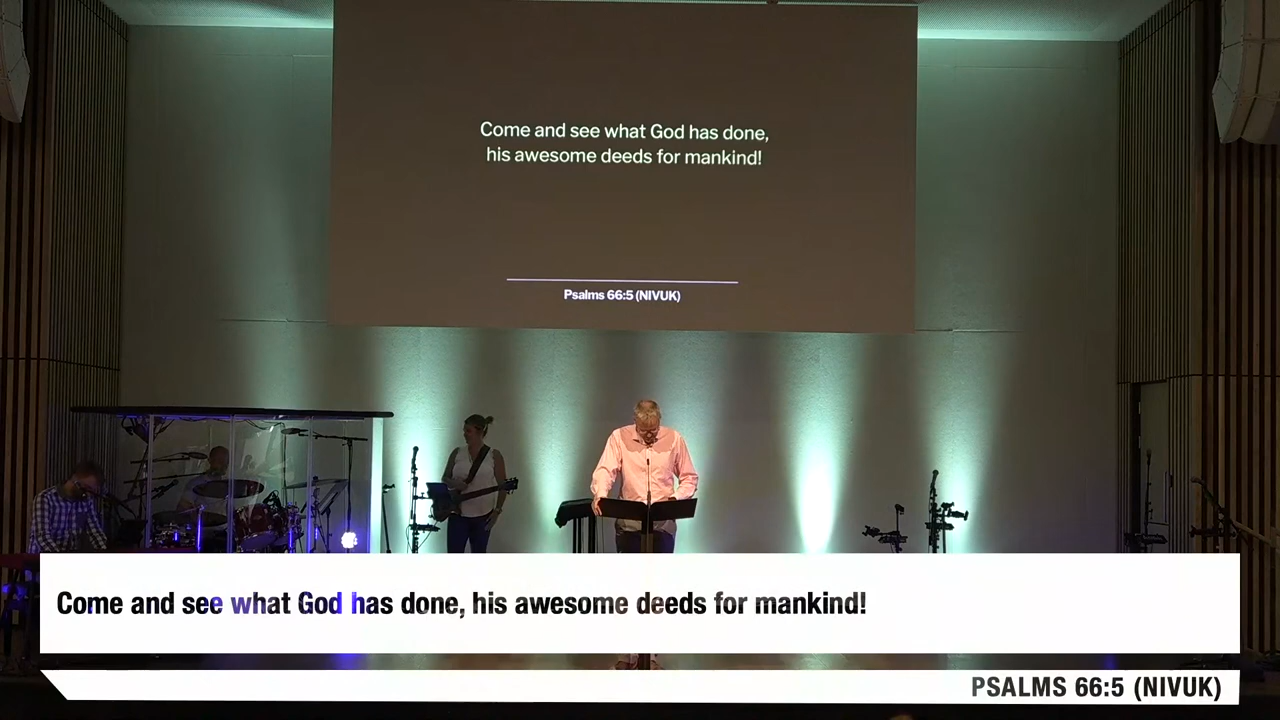 Come and see what God has done,
his awesome deeds for mankind!
Psalms 66:5 (NIVUK)
Come and see what God has done, his awesome deeds for mankind!
PSALMS 66:5 (NIVUK)